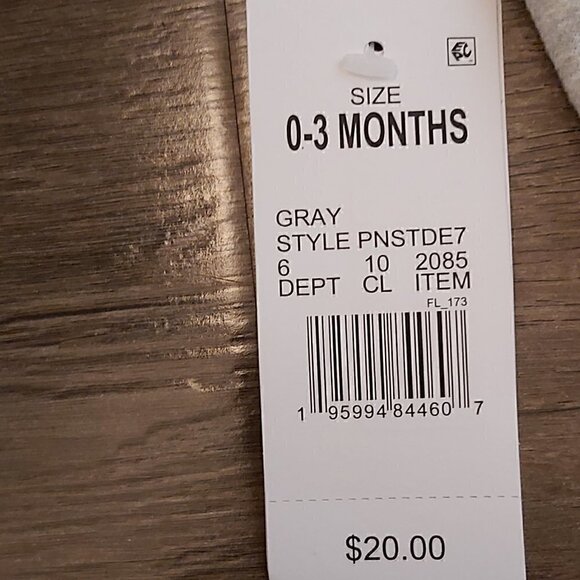 SIZE
0-3 MONTHS
GRAY
STYLE PNSTDE7
6 10 2085
DEPT CL ITEM
FL_173
1 95994 84460 7
$20.00